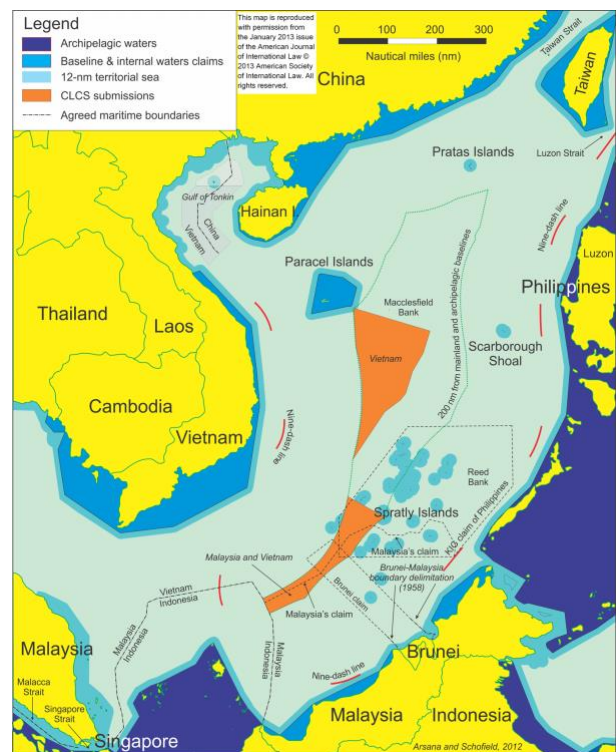 Legend
Archipelagic waters
Baseline & internal waters claims
12-nm territorial sea
CLCS submissions
Agreed maritime boundaries
This map is reproduced
with permission from
the January 2013 issue
of the American Journal
of International Law ©
2013 American Society
of International Law. All
rights reserved.
0 100 200 300
Nautical miles (nm)
China
Taiwan Strait
Taiwan
Luzon Strait
Pratas Islands
Gulf of Tonkin
Hainan I
China
Vietnam
Nine-dash line
Luzon
Paracel Islands
Philippines
Macclesfield
Bank
Thailand
Laos
Vietnam
200 nm from mainland and archipelagic baselines
Scarborough
Shoal
Cambodia
Vietnam
Nine-dash line
Reed
Bank
Spratly Islands
KIG claim of Philippines
Malaysia's claim
Malaysia and Vietnam
Brunei-Malaysia
boundary delimitation
(1958)
Brunei claim
Vietnam
Indonesia
Malaysia's claim
Malaysia
Indonesia
Malaysia
Indonesia
Malaysia
Brunei
Nine-dash line
Malacca
Strait
Singapore
Strait
Singapore
Malaysia
Indonesia
Arsana and Schofield, 2012